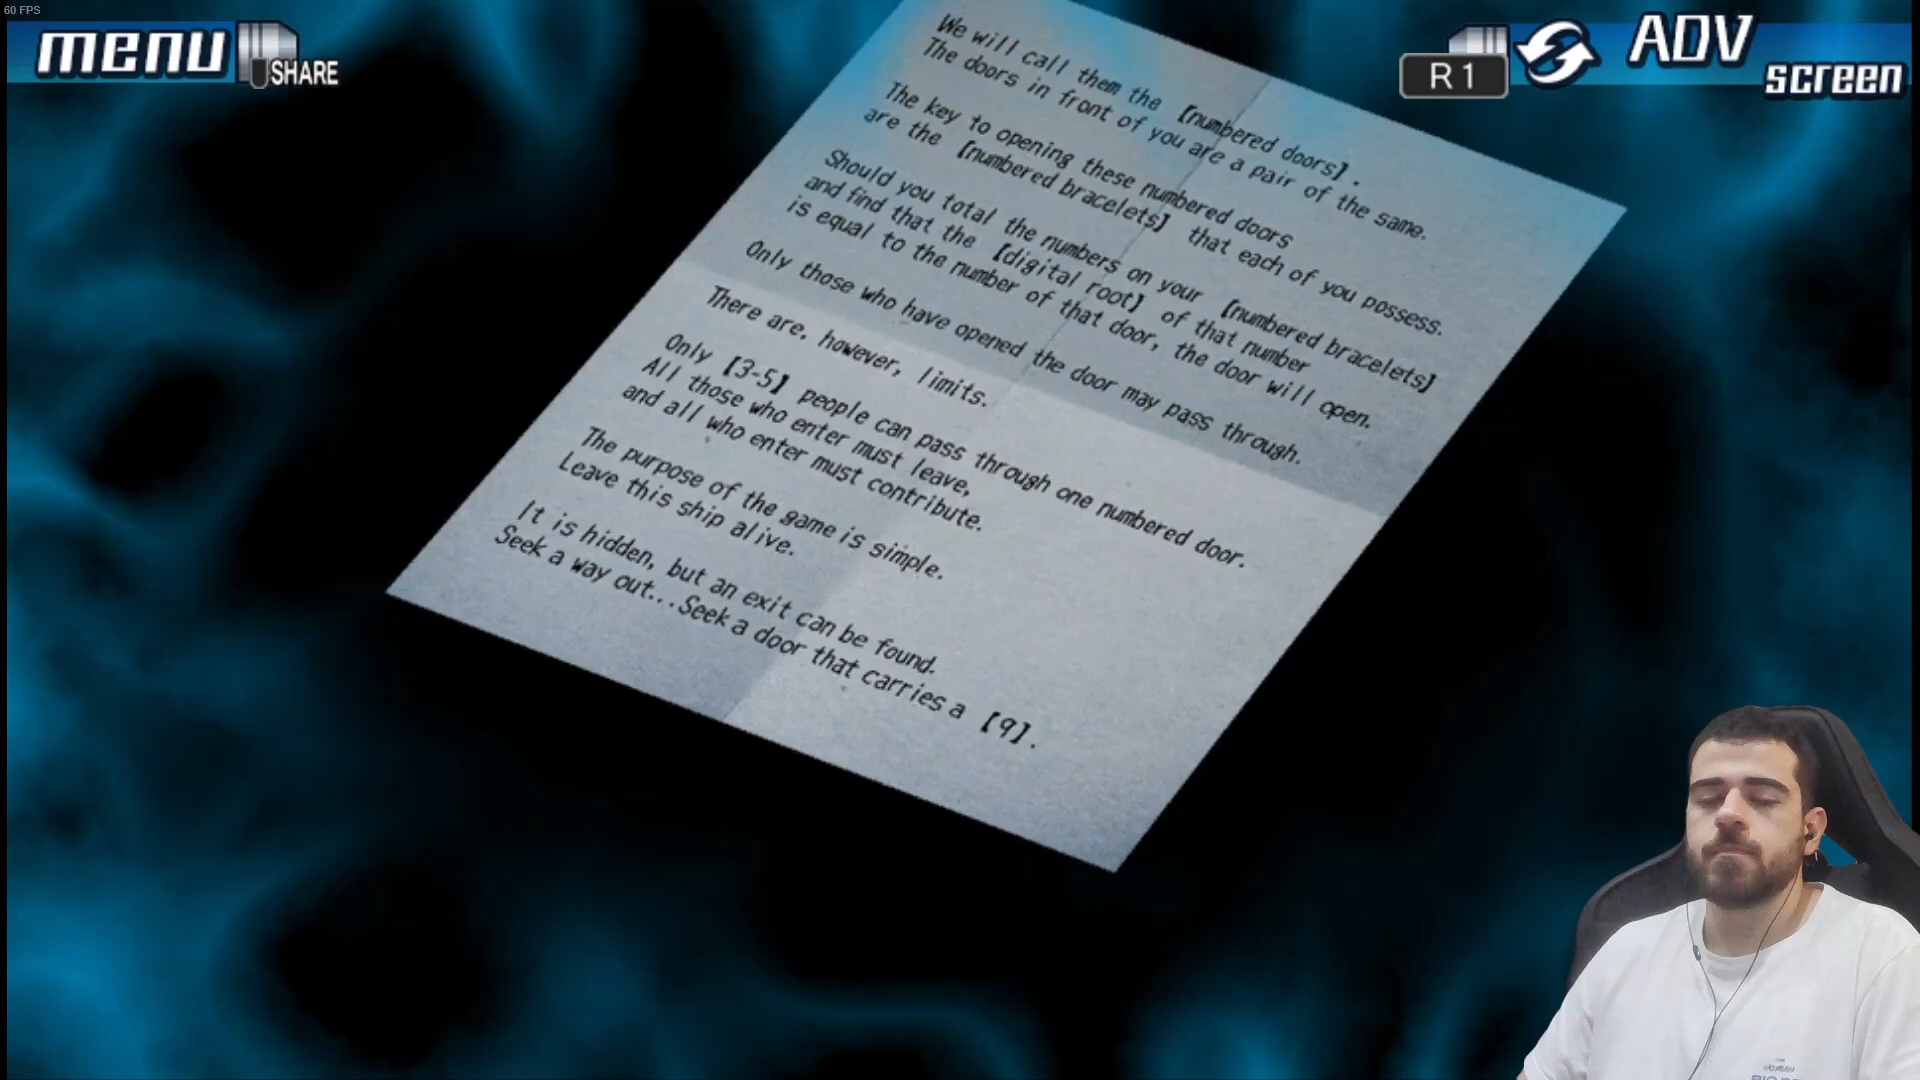 60 FPS
menu
SHARE
R1
ADV
screen
We will call them the 【numbered doors】.
The doors in front of you are a pair of the same.
The key to opening these numbered doors
are the 【numbered bracelets】 that each of you possess.
Should you total the numbers on your 【numbered bracelets】
and find that the 【digital root】 of that number
is equal to the number of that door, the door will open.
Only those who have opened the door may pass through.
There are, however, limits.
Only 【3-5】 people can pass through one numbered door.
All those who enter must leave,
and all who enter must contribute.
The purpose of the game is simple.
Leave this ship alive.
It is hidden, but an exit can be found.
Seek a way out...Seek a door that carries a 【9】.